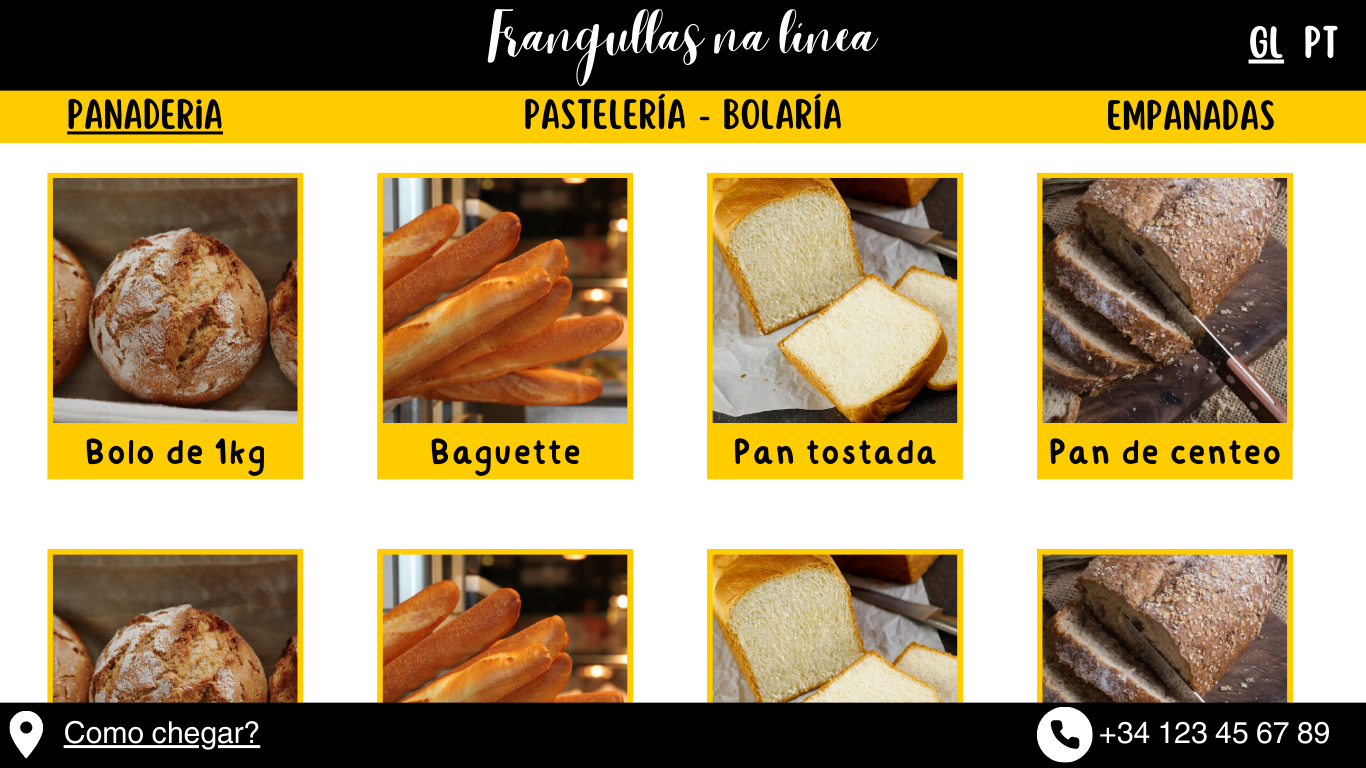 Frangullas na línea
GL PT
PANADERiA
PASTELERÍA - BOLARÍA
EMPANADAS
Bolo de 1kg
Baguette
Pan tostada
Pan de centeo
Como chegar?
+34 123 45 67 89